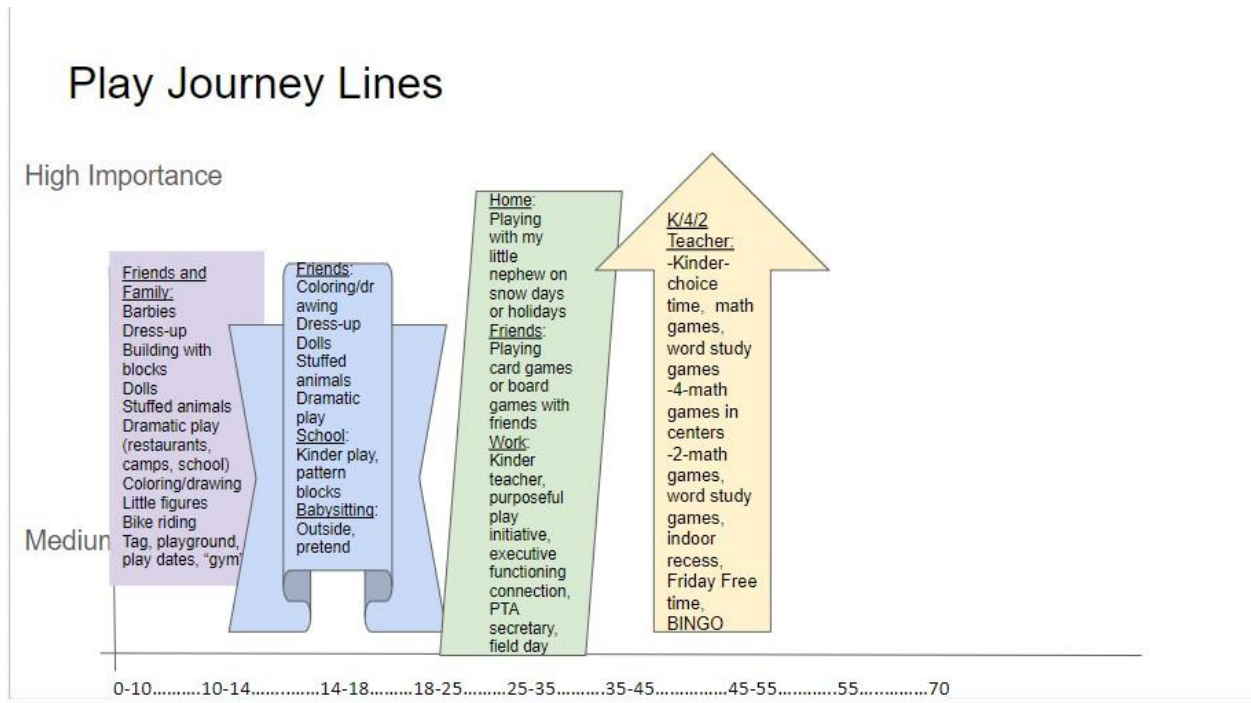 Play Journey Lines
High Importance
Friends and
Family:
Barbies
Dress-up
Building with
blocks
Dolls
Stuffed animals
Dramatic play
(restaurants,
camps, school)
Coloring/drawing
Little figures
Bike riding
Tag, playground,
play dates, “gym”
Friends:
Coloring/dr
awing
Dress-up
Dolls
Stuffed
animals
Dramatic
play
School:
Kinder play,
pattern
blocks
Babysitting:
Outside,
pretend
Home:
Playing
with my
little
nephew on
snow days
or holidays
Friends:
Playing
card games
or board
games with
friends
Work:
Kinder
teacher,
purposeful
play
initiative,
executive
functioning
connection,
PTA
secretary,
field day
K/4/2
Teacher:
-Kinder-
choice
time, math
games,
word study
games
-4-math
games in
centers
-2-math
games,
word study
games,
indoor
recess,
Friday Free
time,
BINGO
Medium
0-10..........10-14..............14-18.........18-25.........25-35..........35-45...............45-55............55..............70